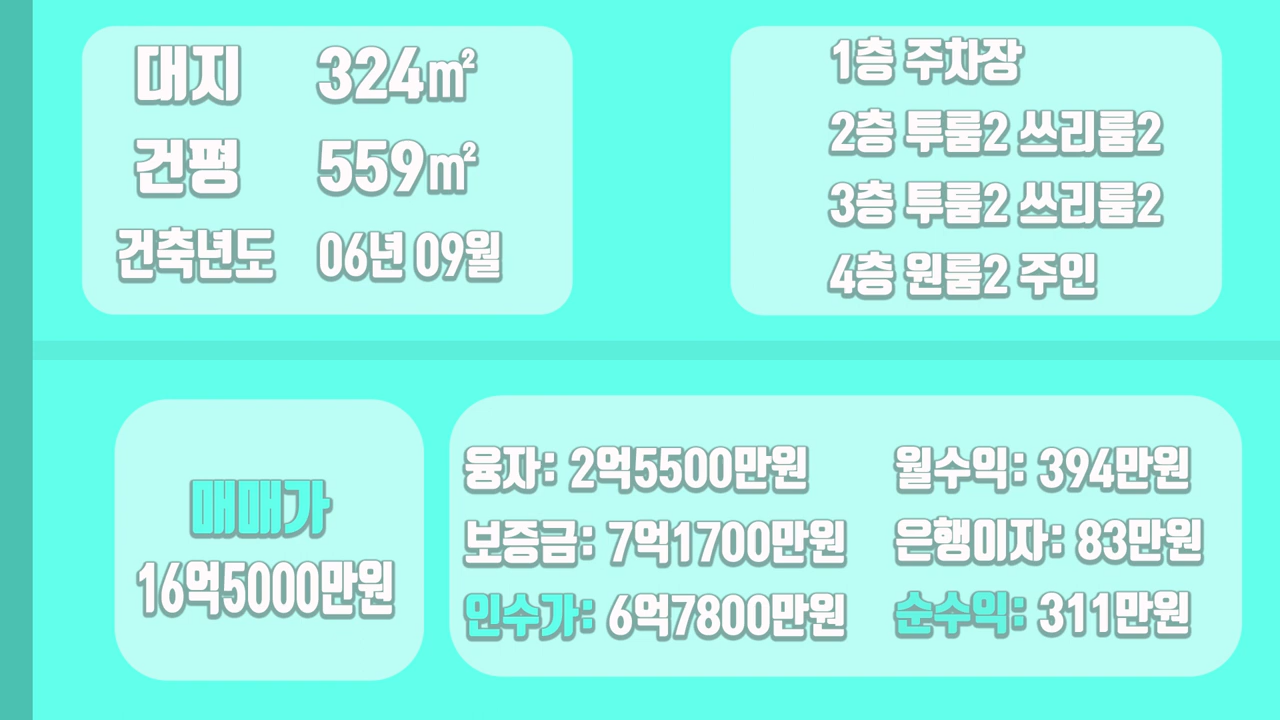 대지 324㎡
건평 559㎡
건축년도 06년 09월
1층 주차장
2층 투룸2 쓰리룸2
3층 투룸2 쓰리룸2
4층 원룸2 주인
매매가
16억5000만원
융자: 2억5500만원
보증금: 7억1700만원
인수가: 6억7800만원
월수익: 394만원
은행이자: 83만원
순수익: 311만원